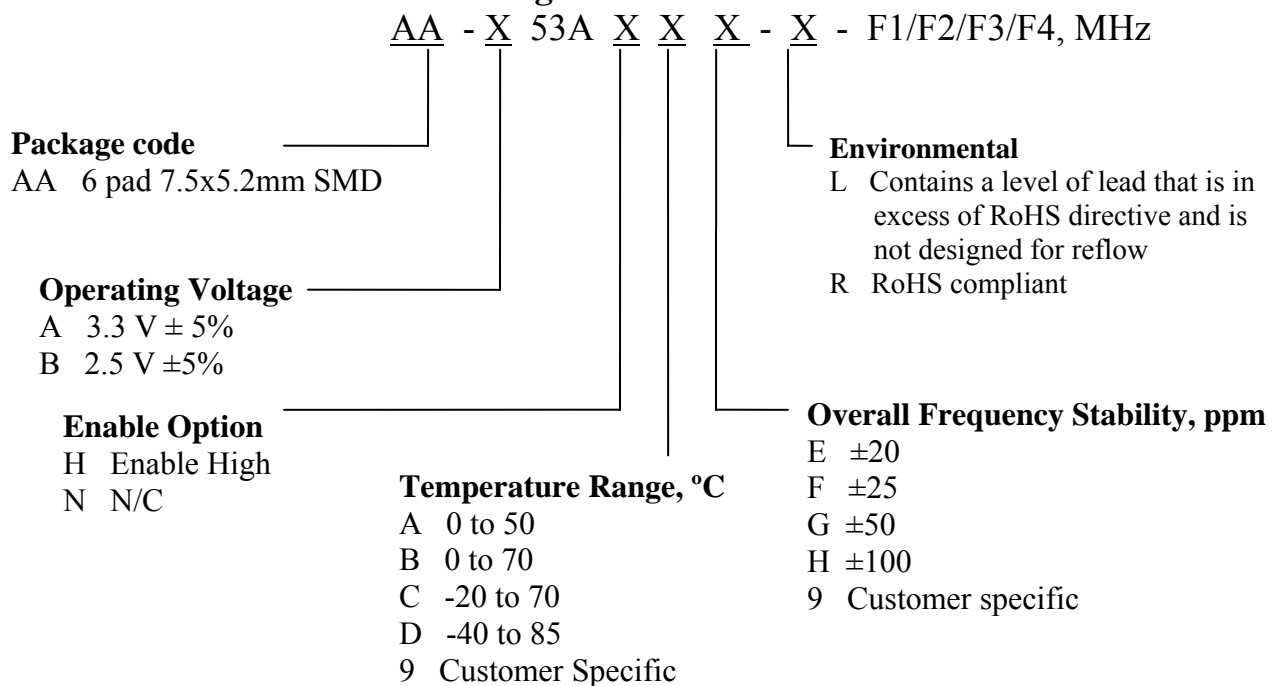 AA - X 53A X X X - X - F1/F2/F3/F4, MHz
Package code
AA 6 pad 7.5x5.2mm SMD
Operating Voltage
A 3.3 V ± 5%
B 2.5 V ±5%
Enable Option
H Enable High
N N/C
Temperature Range, ºC
A 0 to 50
B 0 to 70
C -20 to 70
D -40 to 85
9 Customer Specific
Environmental
L Contains a level of lead that is in
excess of RoHS directive and is
not designed for reflow
R RoHS compliant
Overall Frequency Stability, ppm
E ±20
F ±25
G ±50
H ±100
9 Customer specific